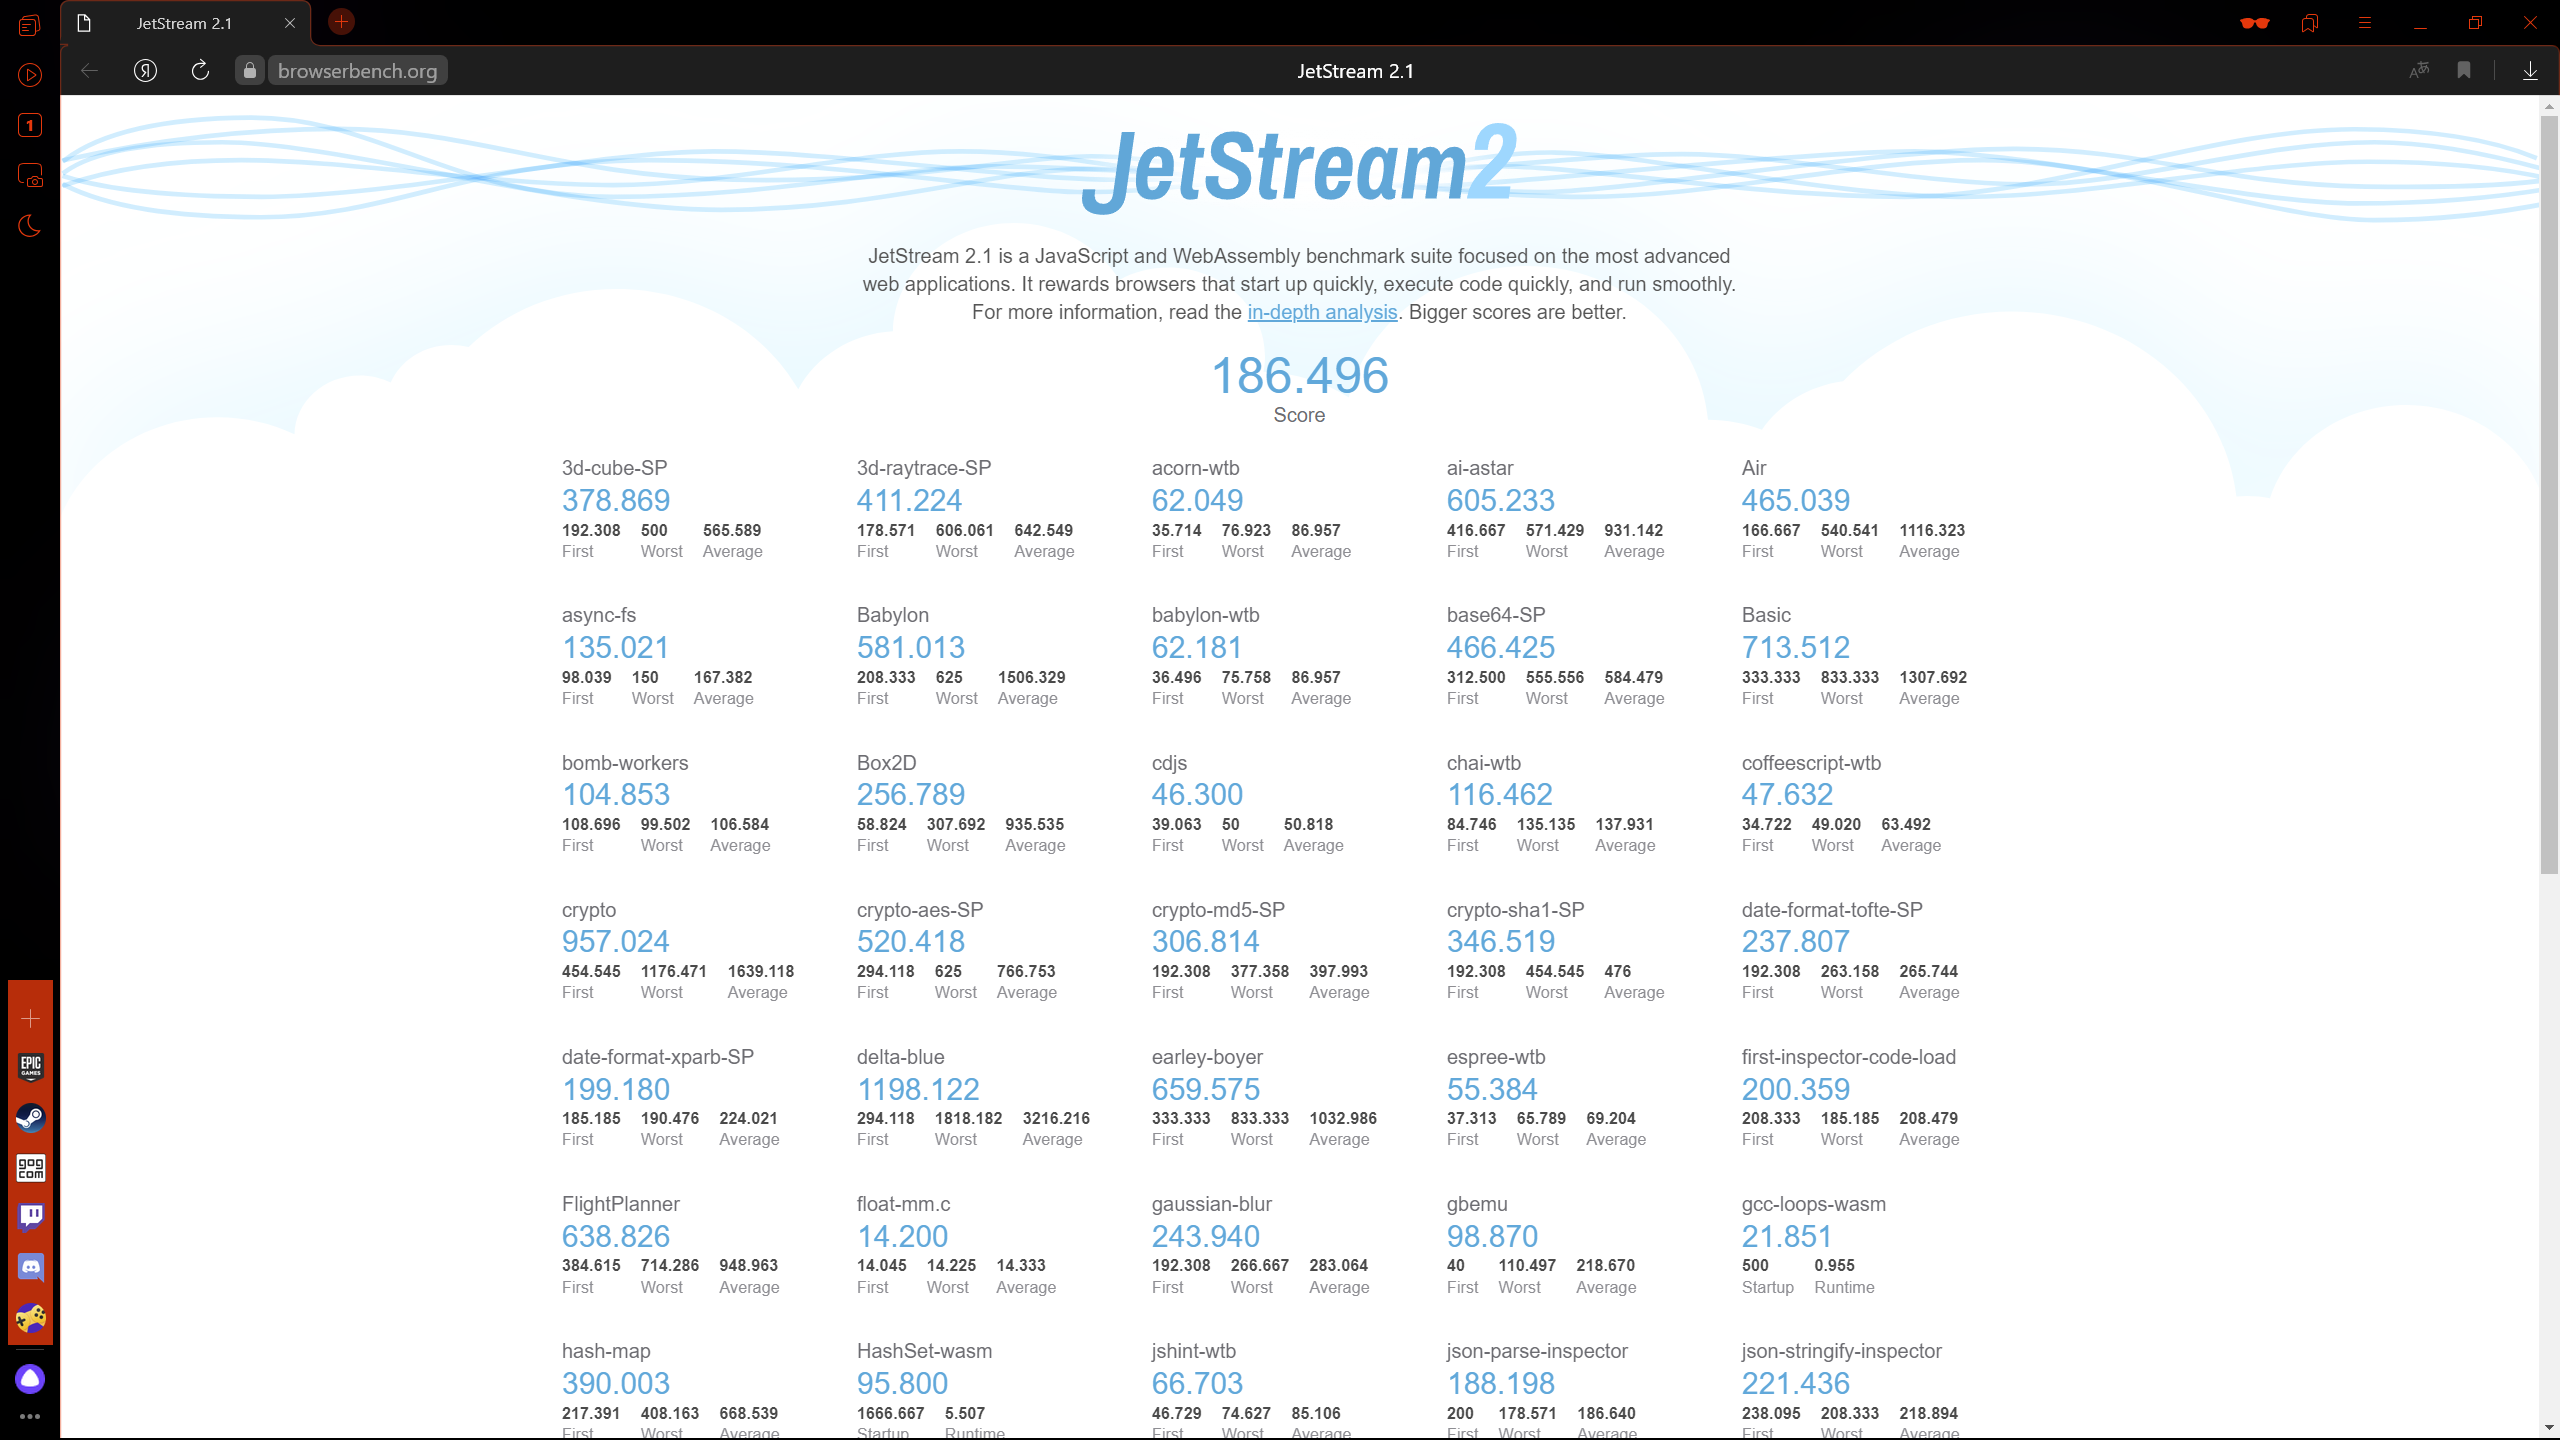 JetStream 2.1
1
Я browserbench.org JetStream 2.1
JetStream2
JetStream 2.1 is a JavaScript and WebAssembly benchmark suite focused on the most advanced
web applications. It rewards browsers that start up quickly, execute code quickly, and run smoothly.
For more information, read the in-depth analysis. Bigger scores are better.
186.496
Score
3d-cube-SP 3d-raytrace-SP acorn-wtb ai-astar Air
378.869 411.224 62.049 605.233 465.039
192.308 500 565.589 178.571 606.061 642.549 35.714 76.923 86.957 416.667 571.429 931.142 166.667 540.541 1116.323
First Worst Average First Worst Average First Worst Average First Worst Average First Worst Average
async-fs Babylon babylon-wtb base64-SP Basic
135.021 581.013 62.181 466.425 713.512
98.039 150 167.382 208.333 625 1506.329 36.496 75.758 86.957 312.500 555.556 584.479 333.333 833.333 1307.692
First Worst Average First Worst Average First Worst Average First Worst Average First Worst Average
bomb-workers Box2D cdjs chai-wtb coffeescript-wtb
104.853 256.789 46.300 116.462 47.632
108.696 99.502 106.584 58.824 307.692 935.535 39.063 50 50.818 84.746 135.135 137.931 34.722 49.020 63.492
First Worst Average First Worst Average First Worst Average First Worst Average First Worst Average
crypto crypto-aes-SP crypto-md5-SP crypto-sha1-SP date-format-tofte-SP
957.024 520.418 306.814 346.519 237.807
454.545 1176.471 1639.118 294.118 625 766.753 192.308 377.358 397.993 192.308 454.545 476 192.308 263.158 265.744
First Worst Average First Worst Average First Worst Average First Worst Average First Worst Average
date-format-xparb-SP delta-blue earley-boyer espree-wtb first-inspector-code-load
199.180 1198.122 659.575 55.384 200.359
185.185 190.476 224.021 294.118 1818.182 3216.216 333.333 833.333 1032.986 37.313 65.789 69.204 208.333 185.185 208.479
First Worst Average First Worst Average First Worst Average First Worst Average First Worst Average
FlightPlanner float-mm.c gaussian-blur gbemu gcc-loops-wasm
638.826 14.200 243.940 98.870 21.851
384.615 714.286 948.963 14.045 14.225 14.333 192.308 266.667 283.064 40 110.497 218.670 500 0.955
First Worst Average First Worst Average First Worst Average First Worst Average Startup Runtime
hash-map HashSet-wasm jshint-wtb json-parse-inspector json-stringify-inspector
390.003 95.800 66.703 188.198 221.436
217.391 408.163 668.539 1666.667 5.507 46.729 74.627 85.106 200 178.571 186.640 238.095 208.333 218.894
First Worst Average Startup Runtime First Worst Average First Worst Average First Worst Average
EPIC
GAMES
gog
com